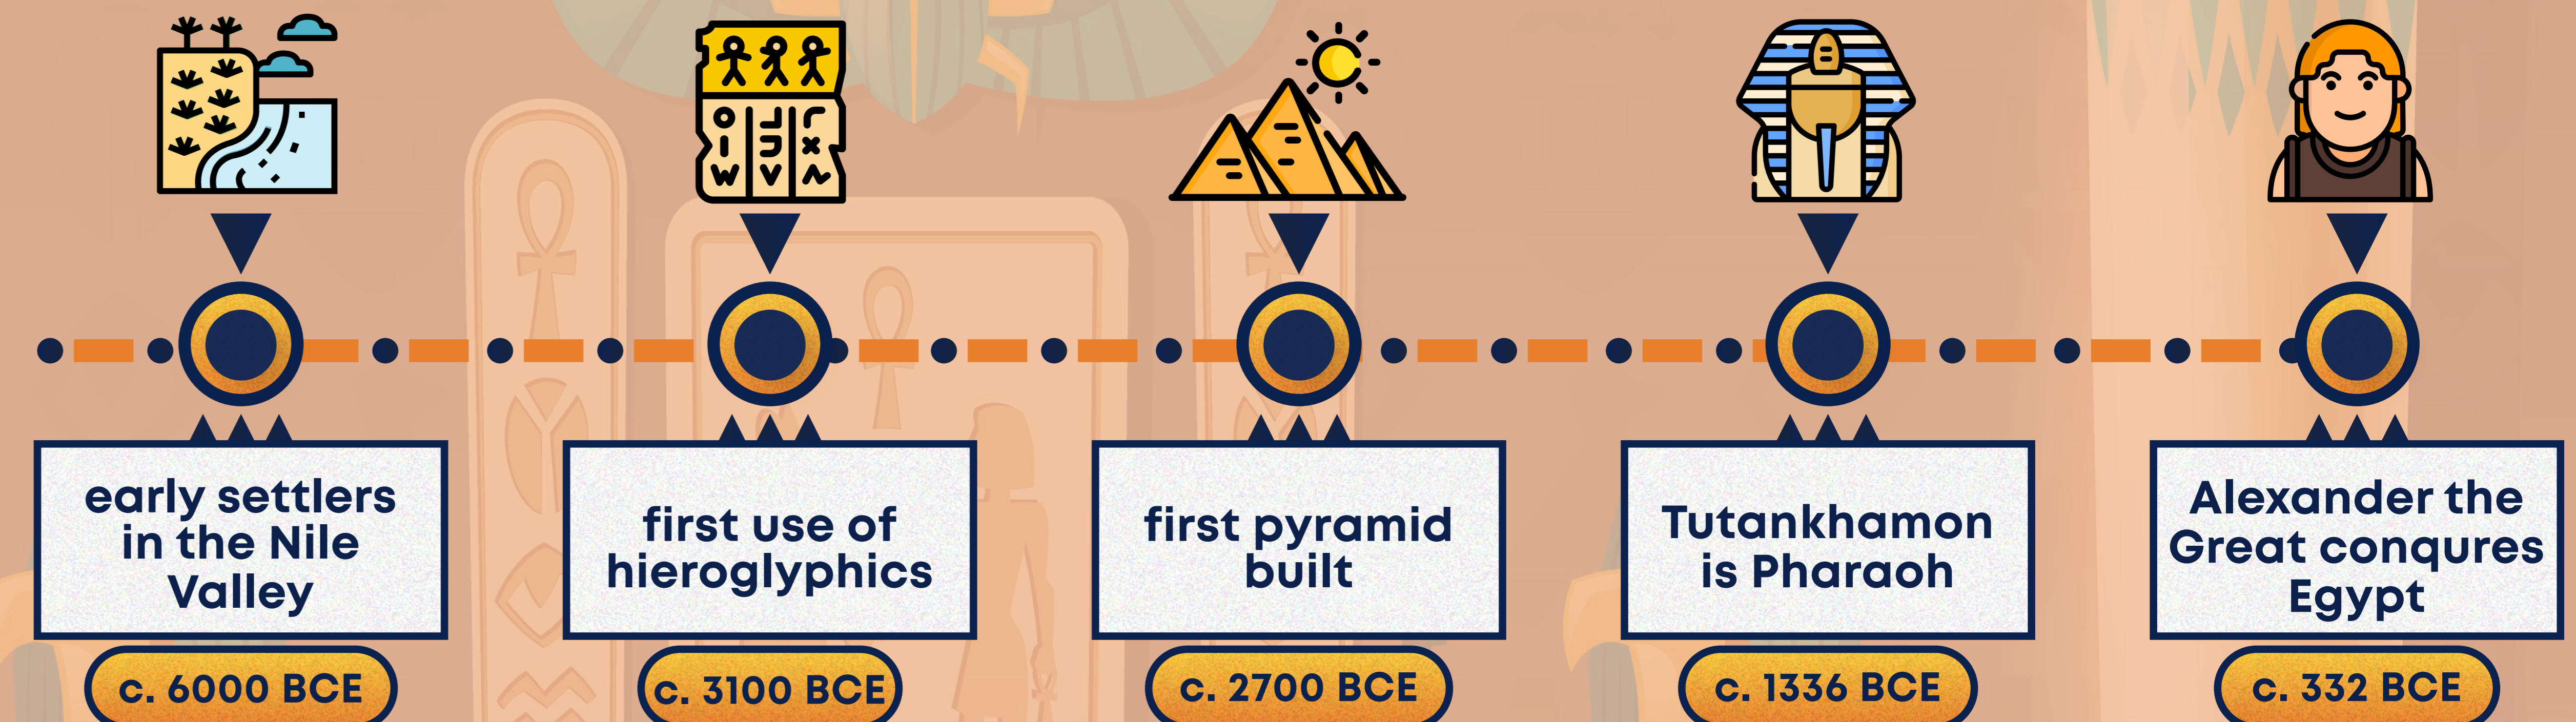 early settlers
in the Nile
Valley
c. 6000 BCE
first use of
hieroglyphics
c. 3100 BCE
first pyramid
built
c. 2700 BCE
Tutankhamon
is Pharaoh
c. 1336 BCE
Alexander the
Great conqures
Egypt
c. 332 BCE